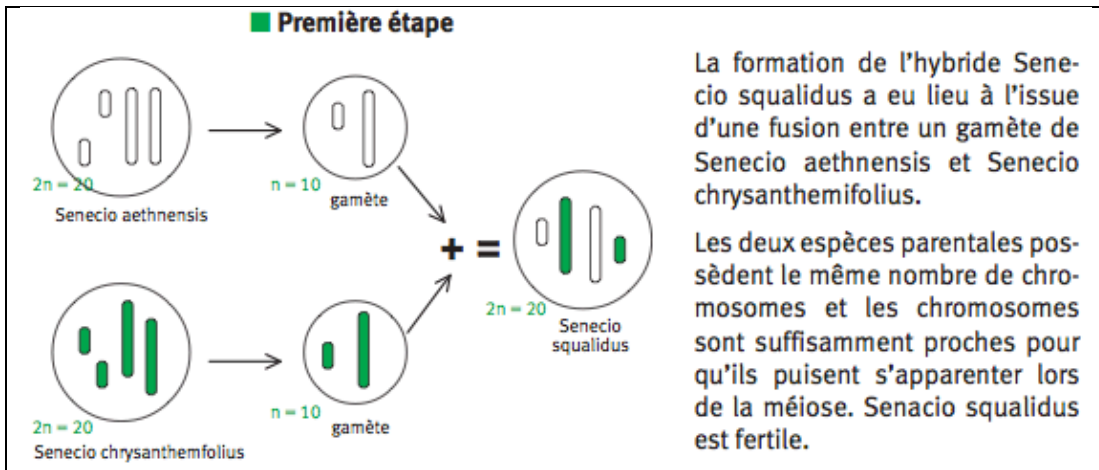 Première étape
2n = 20
Senecio aethnensis
n = 10
gamète
+ =
2n = 20
Senecio
squalidus
2n = 20
Senecio chrysanthemfolius
n = 10
gamète
La formation de l'hybride Sene-
cio squalidus a eu lieu à l'issue
d'une fusion entre un gamète de
Senecio aethnensis et Senecio
chrysanthemifolius.
Les deux espèces parentales pos-
sèdent le même nombre de chro-
mosomes et les chromosomes
sont suffisamment proches pour
qu'ils puisent s'apparenter lors
de la méiose. Senacio squalidus
est fertile.